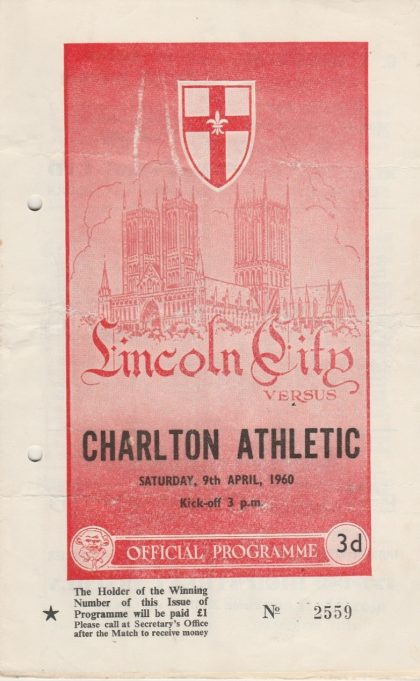 Lincoln City
VERSUS
CHARLTON ATHLETIC
SATURDAY, 9th APRIL, 1960
Kick-off 3 p.m.
OFFICIAL PROGRAMME 3d
The Holder of the Winning
Number of this Issue of
★ Programme will be paid £1 Nº 2559
Please call at Secretary's Office
after the Match to receive money